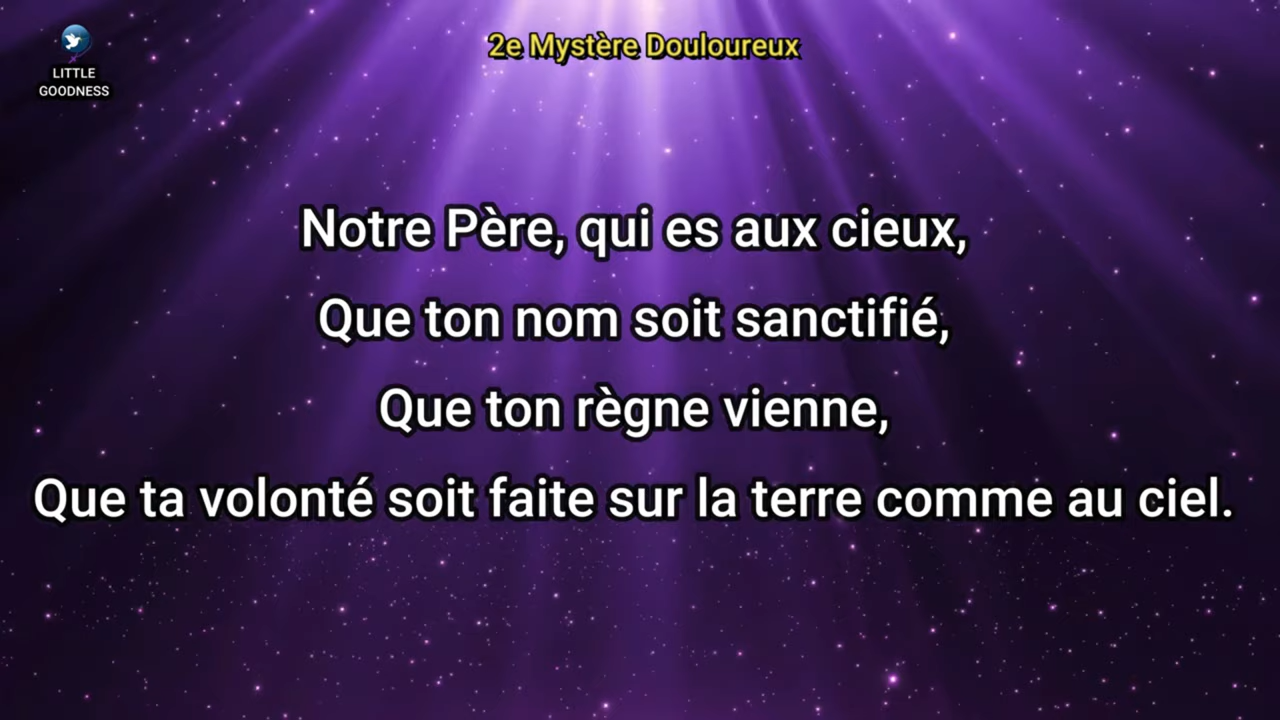 2e Mystère Douloureux
LITTLE
GOODNESS
Notre Père, qui es aux cieux,
Que ton nom soit sanctifié,
Que ton règne vienne,
Que ta volonté soit faite sur la terre comme au ciel.